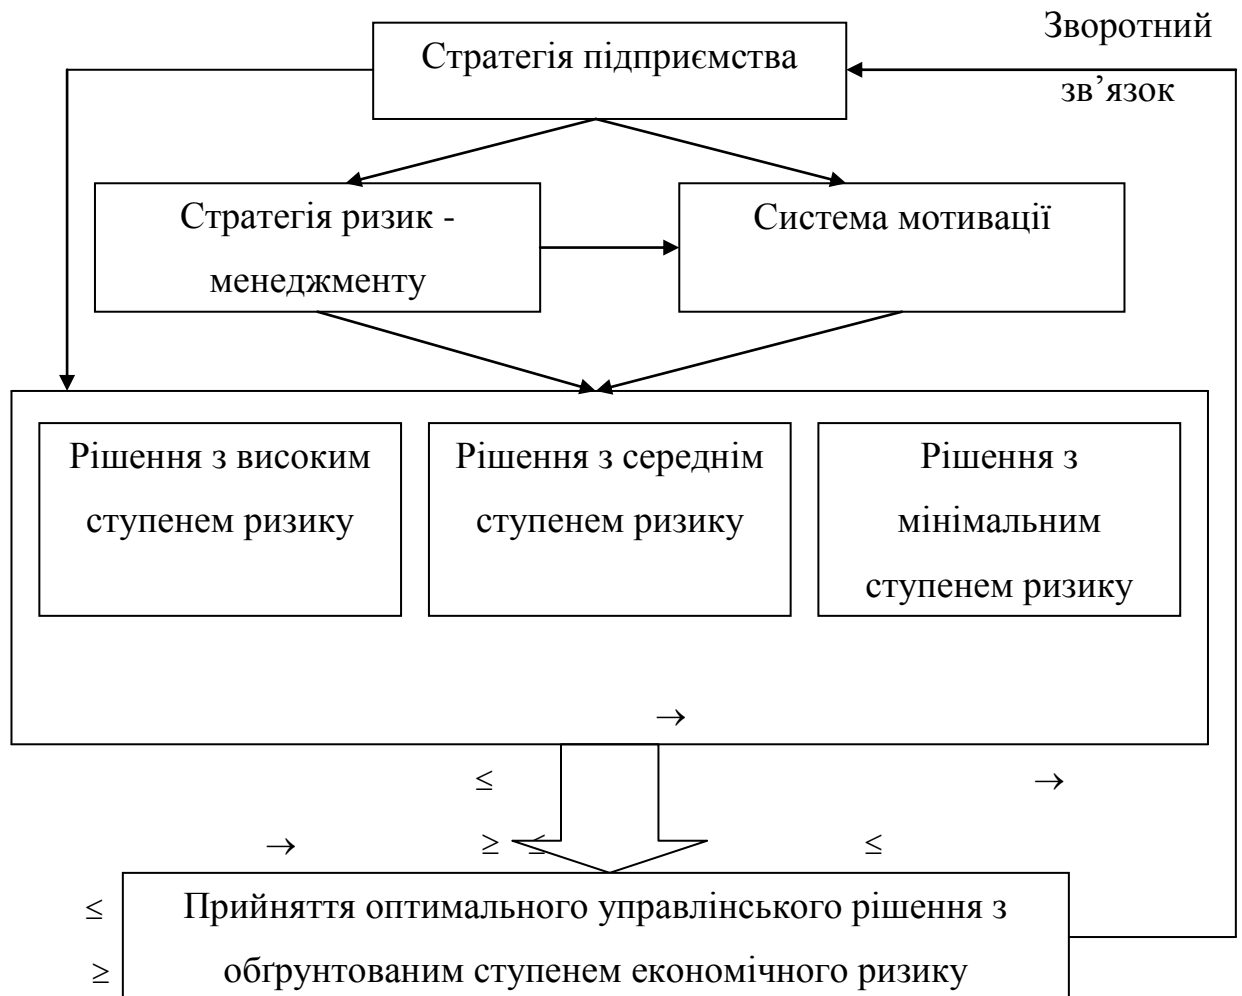 Зворотний
зв’язок
Стратегія підприємства
Стратегія ризик -
менеджменту
Система мотивації
Рішення з високим
ступенем ризику
Рішення з середнім
ступенем ризику
Рішення з
мінімальним
ступенем ризику
→
≤ →
→ ≥ ≤ ≤
≤
≥
Прийняття оптимального управлінського рішення з
обґрунтованим ступенем економічного ризику